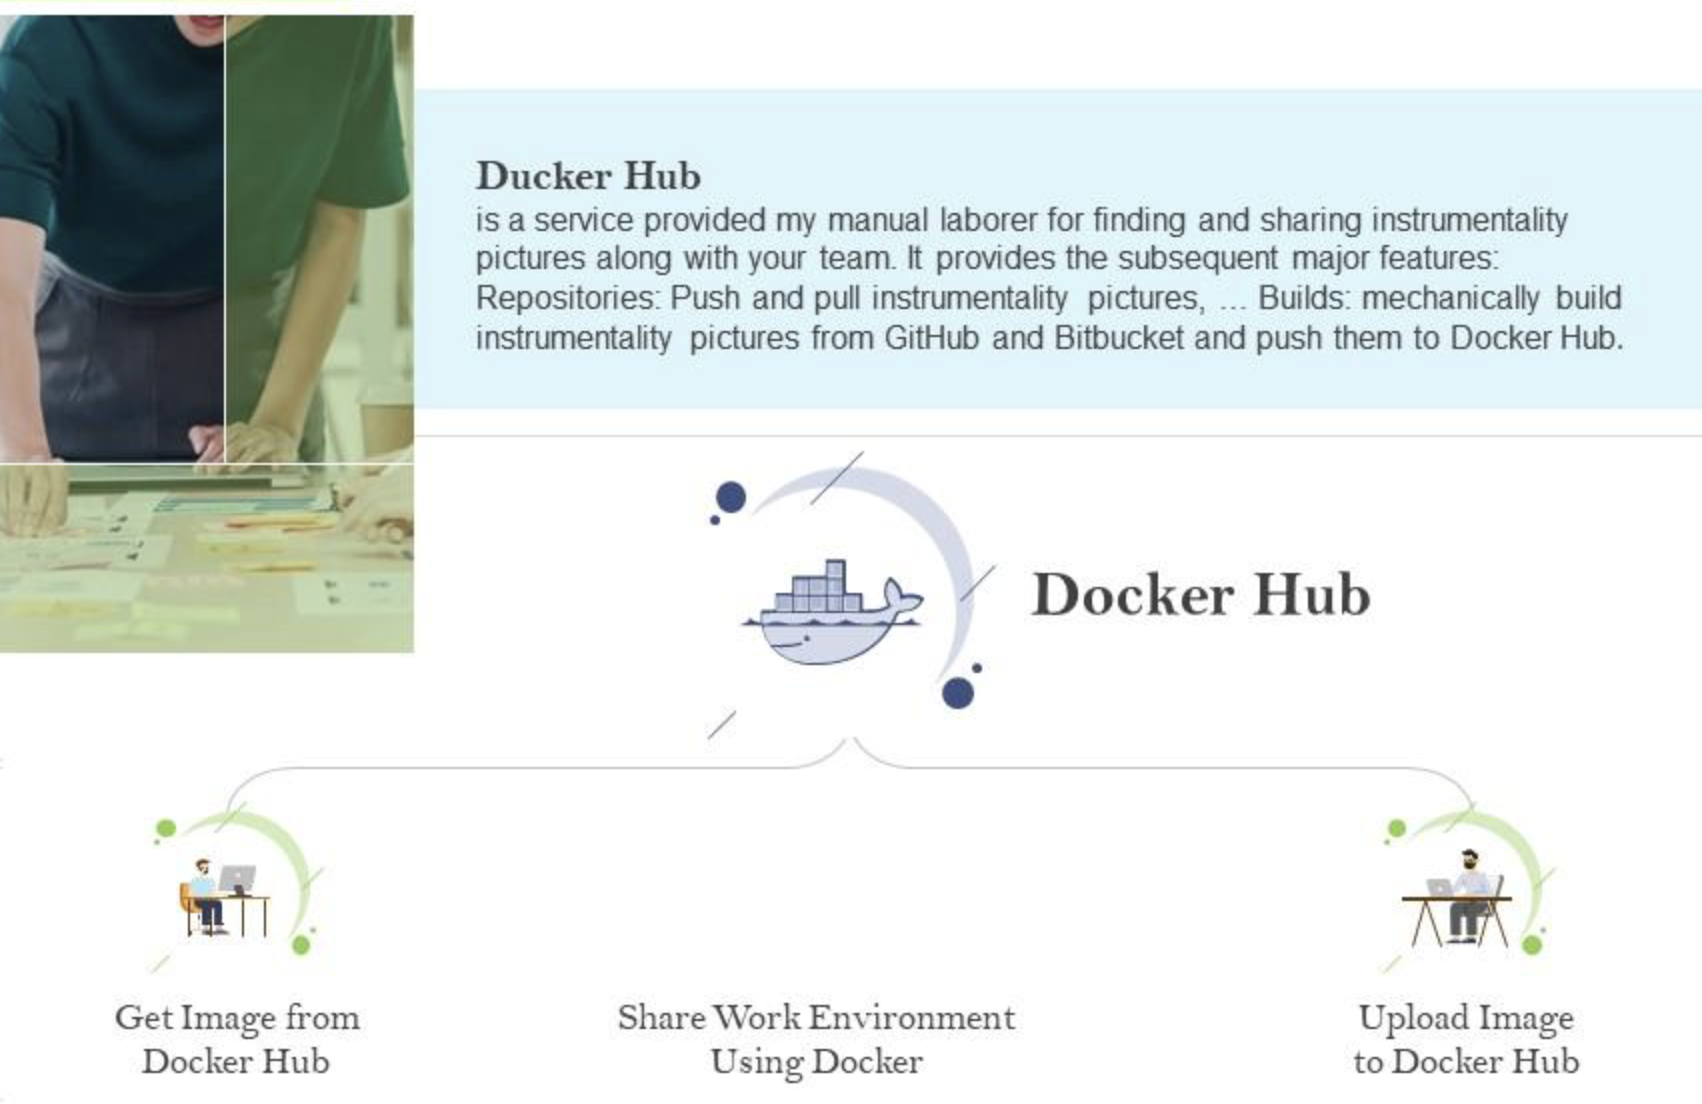 Ducker Hub
is a service provided my manual laborer for finding and sharing instrumentality
pictures along with your team. It provides the subsequent major features:
Repositories: Push and pull instrumentality pictures, ... Builds: mechanically build
instrumentality pictures from GitHub and Bitbucket and push them to Docker Hub.
Docker Hub
Get Image from
Docker Hub
Share Work Environment
Using Docker
Upload Image
to Docker Hub